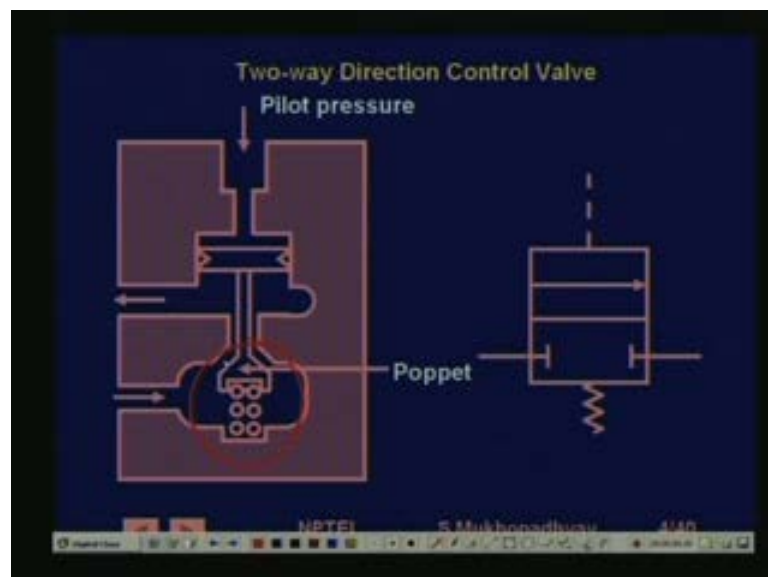 Two-way Direction Control Valve
Pilot pressure
Poppet
NPTEL S.Mukhopadhyay 4/40